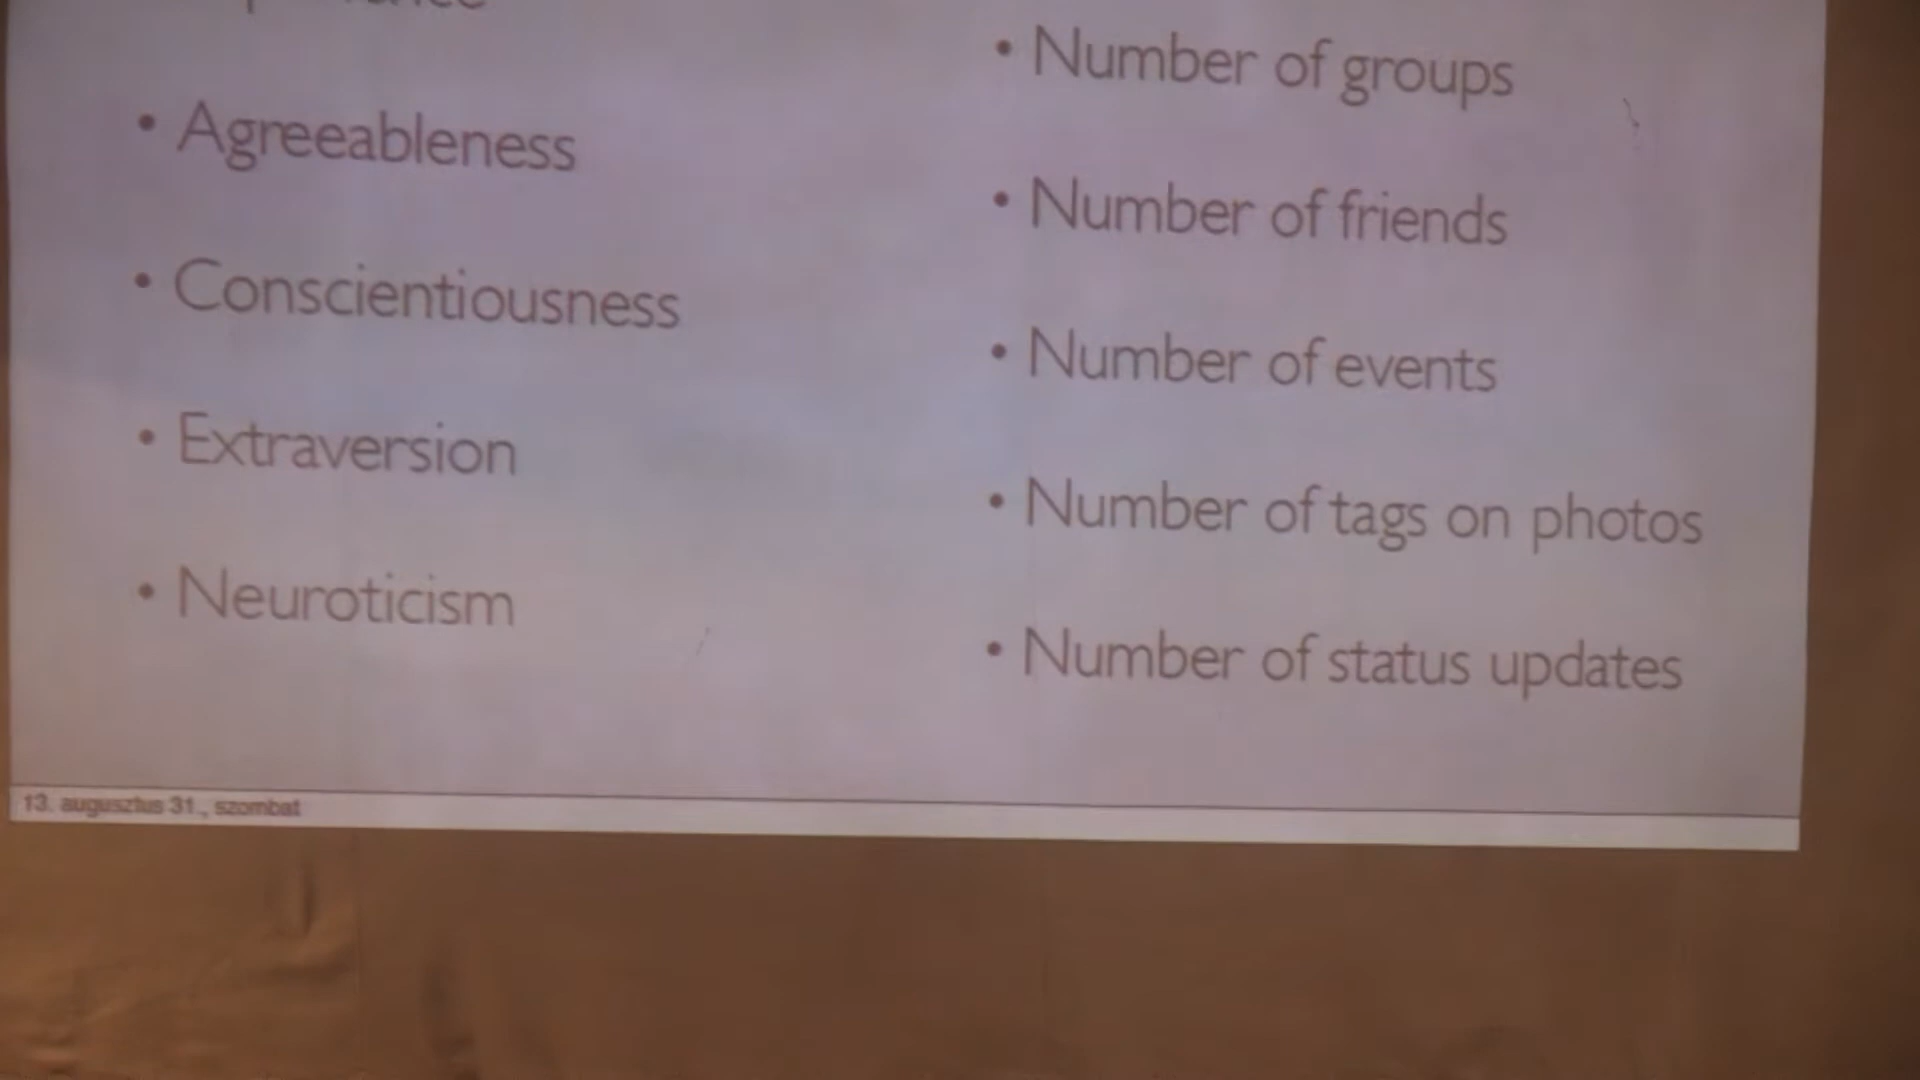 • Agreeableness
• Conscientiousness
• Extraversion
• Neuroticism
• Number of groups
• Number of friends
• Number of events
• Number of tags on photos
• Number of status updates
13. augusztus 31., szombat